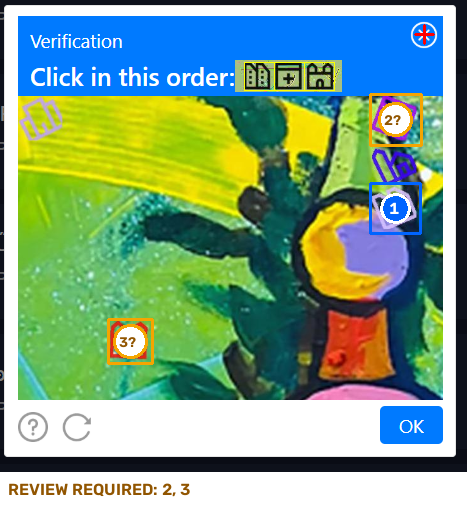 Verification
Click in this order:
2?
1
3?
OK
REVIEW REQUIRED: 2, 3